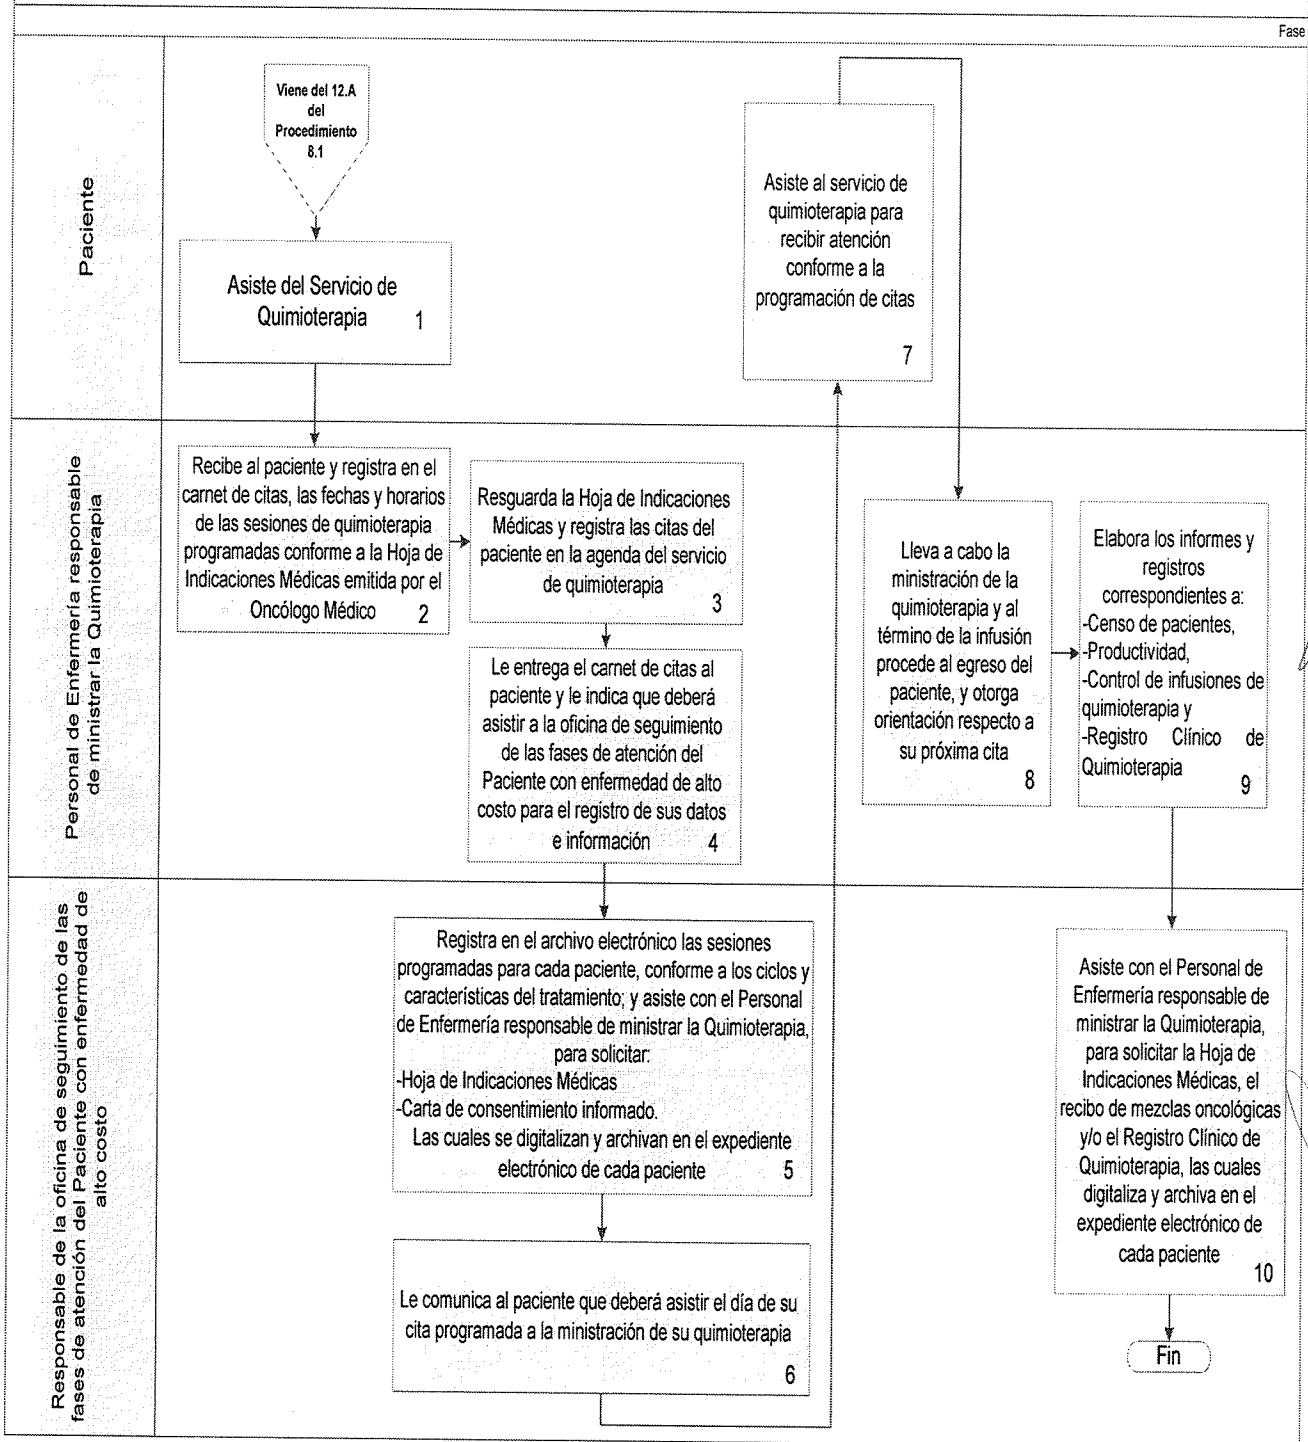 Fase
Paciente
Viene del 12.A
del
Procedimiento
8.1
Asiste del Servicio de
Quimioterapia 1
Asiste al servicio de
quimioterapia para
recibir atención
conforme a la
programación de citas
7
Personal de Enfermería responsable
de ministrar la Quimioterapia
Recibe al paciente y registra en el
carnet de citas, las fechas y horarios
de las sesiones de quimioterapia
programadas conforme a la Hoja de
Indicaciones Médicas emitida por el
Oncólogo Médico 2
Resguarda la Hoja de Indicaciones
Médicas y registra las citas del
paciente en la agenda del servicio
de quimioterapia
3
Le entrega el carnet de citas al
paciente y le indica que deberá
asistir a la oficina de seguimiento
de las fases de atención del
Paciente con enfermedad de alto
costo para el registro de sus datos
e información 4
Lleva a cabo la
ministración de la
quimioterapia y al
término de la infusión
procede al egreso del
paciente, y otorga
orientación respecto a
su próxima cita
8
Elabora los informes y
registros
correspondientes a:
-Censo de pacientes,
-Productividad,
-Control de infusiones de
quimioterapia y
-Registro Clínico de
Quimioterapia
9
Responsable de la oficina de seguimiento de las
fases de atención del Paciente con enfermedad de
alto costo
Registra en el archivo electrónico las sesiones
programadas para cada paciente, conforme a los ciclos y
características del tratamiento; y asiste con el Personal
de Enfermería responsable de ministrar la Quimioterapia,
para solicitar:
-Hoja de Indicaciones Médicas
-Carta de consentimiento informado.
Las cuales se digitalizan y archivan en el expediente
electrónico de cada paciente 5
Le comunica al paciente que deberá asistir el día de su
cita programada a la ministración de su quimioterapia
6
Asiste con el Personal de
Enfermería responsable de
ministrar la Quimioterapia,
para solicitar la Hoja de
Indicaciones Médicas, el
recibo de mezclas oncológicas
y/o el Registro Clínico de
Quimioterapia, las cuales
digitaliza y archiva en el
expediente electrónico de
cada paciente
10
Fin